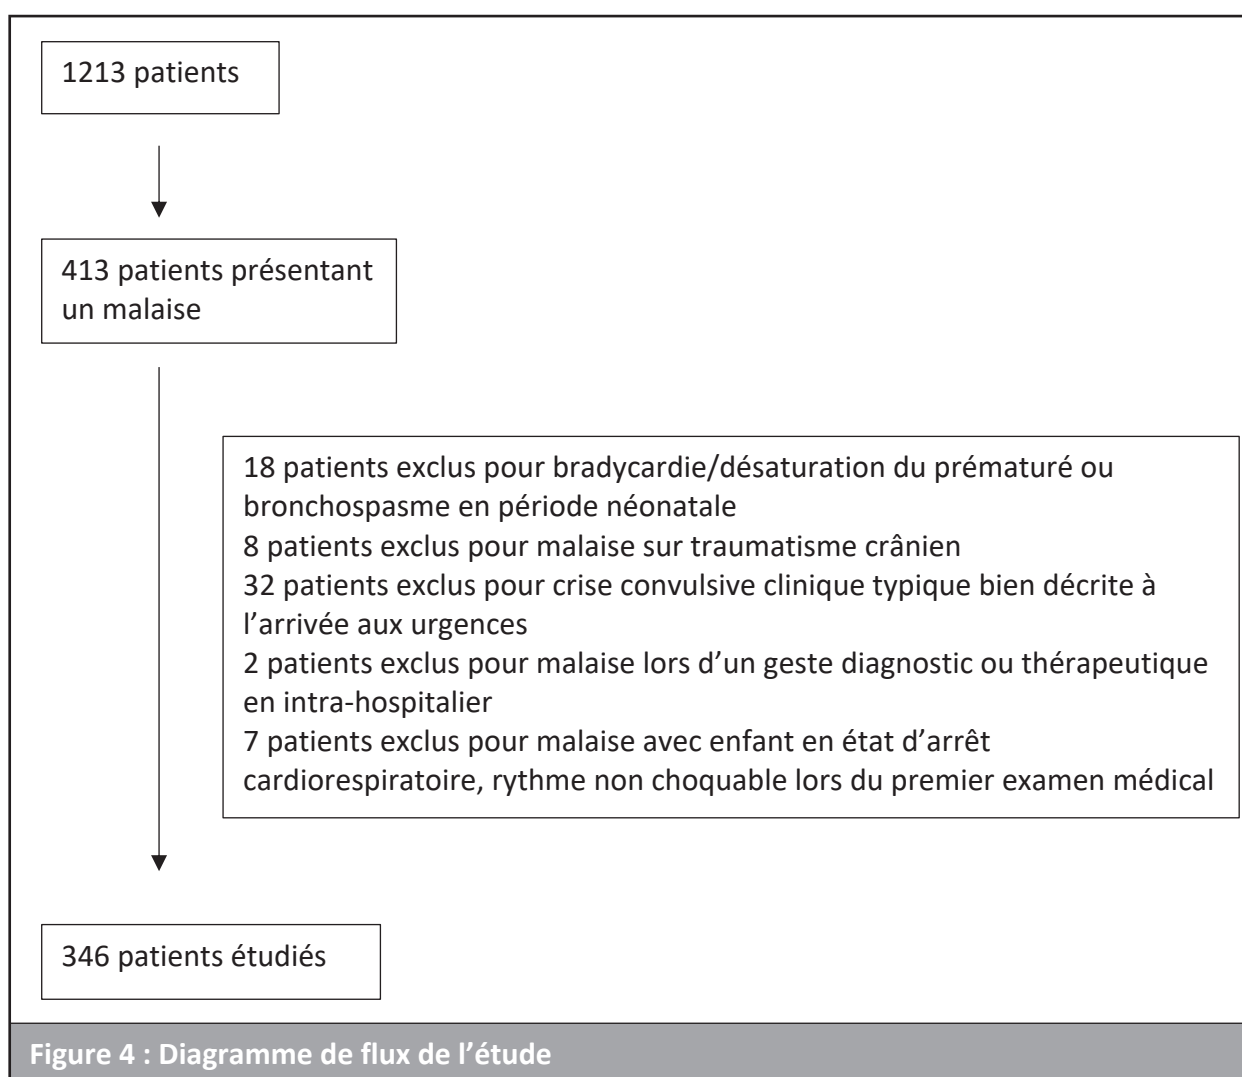 1213 patients
413 patients présentant
un malaise
18 patients exclus pour bradycardie/désaturation du prématuré ou
bronchospasme en période néonatale
8 patients exclus pour malaise sur traumatisme crânien
32 patients exclus pour crise convulsive clinique typique bien décrite à
l’arrivée aux urgences
2 patients exclus pour malaise lors d’un geste diagnostic ou thérapeutique
en intra-hospitalier
7 patients exclus pour malaise avec enfant en état d’arrêt
cardiorespiratoire, rythme non choquable lors du premier examen médical
346 patients étudiés
Figure 4 : Diagramme de flux de l’étude